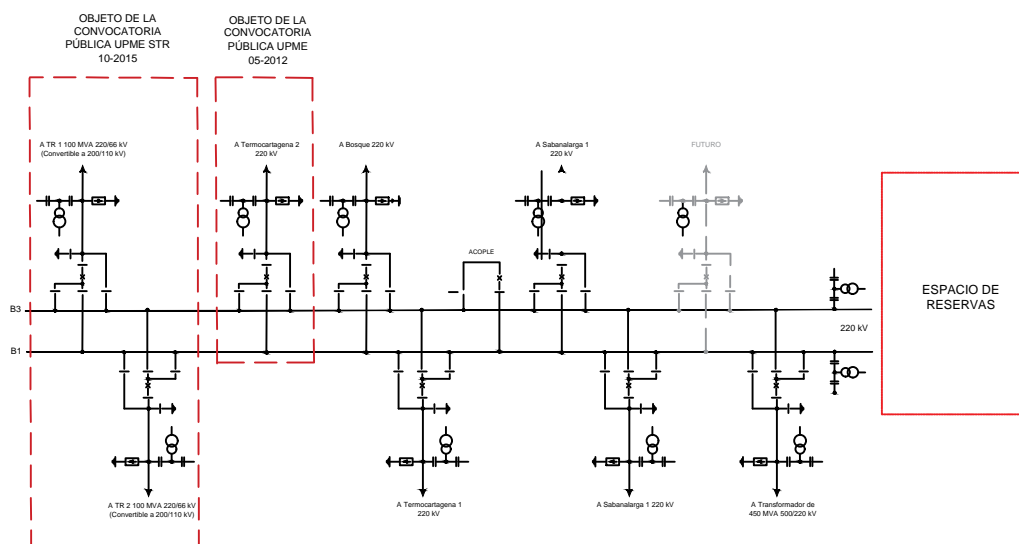 OBJETO DE LA
CONVOCATORIA
PÚBLICA UPME STR
10-2015
OBJETO DE LA
CONVOCATORIA
PÚBLICA UPME
05-2012
A TR 1 100 MVA 220/66 kV
(Convertible a 200/110 kV)
A Termocartagena 2
220 kV
A Bosque 220 kV
A Sabanalarga 1
220 kV
FUTURO
ACOPLE
ESPACIO DE
RESERVAS
B3
220 kV
B1
A TR 2 100 MVA 220/66 kV
(Convertible a 200/110 kV)
A Termocartagena 1
220 kV
A Sabanalarga 1 220 kV
A Transformador de
450 MVA 500/220 kV